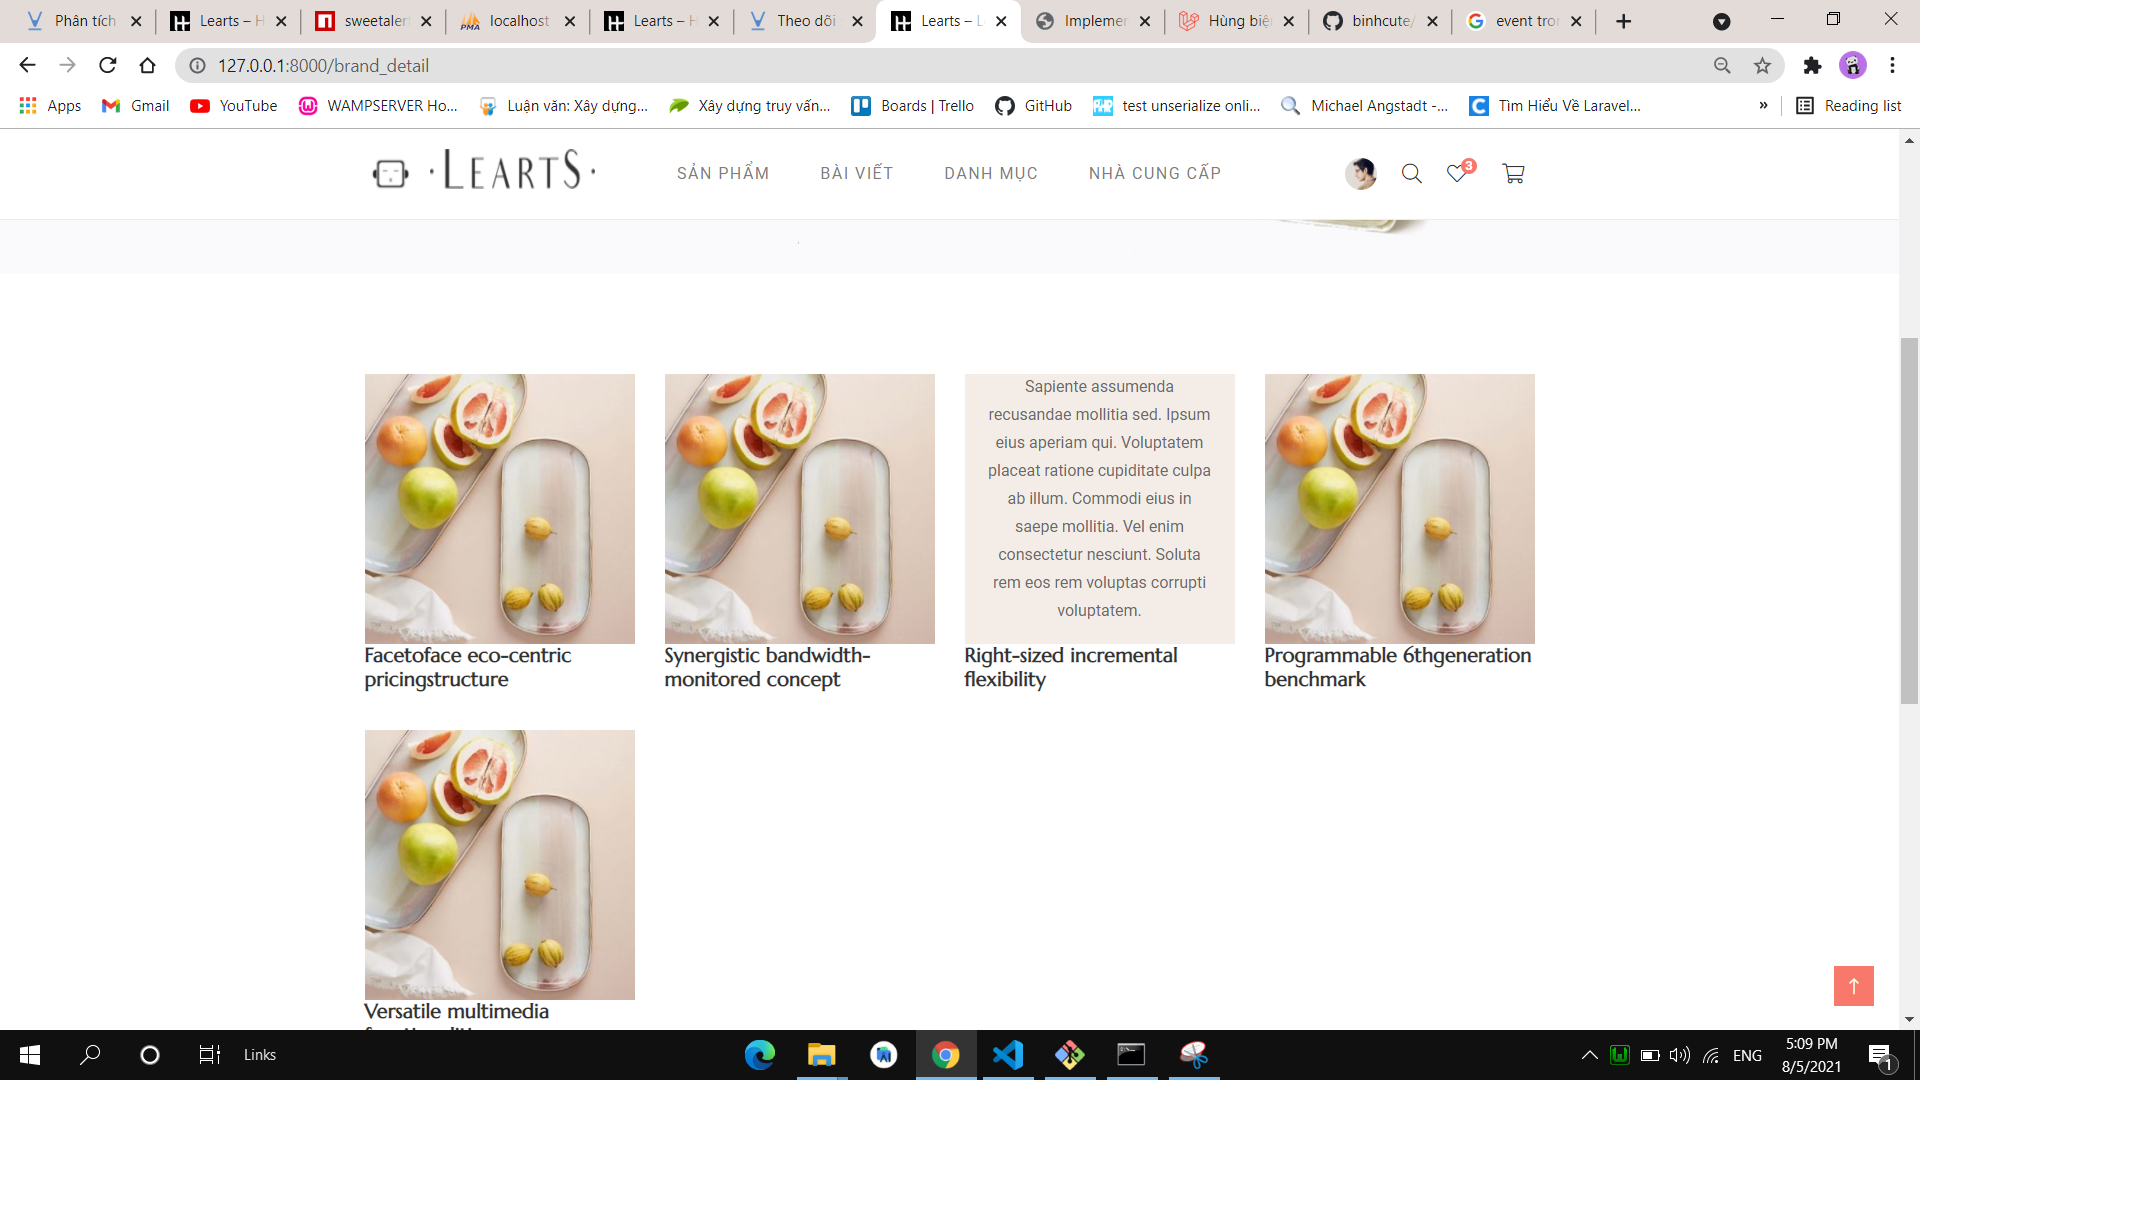 Phân tích
Learts – H
sweetaler
localhost
Learts – H
Theo dõi
Learts – L
Implemen
Hùng biệ
binhcute/
event tro
127.0.0.1:8000/brand_detail
Apps
Gmail
YouTube
WAMPSERVER Ho...
Luận văn: Xây dựng...
Xây dựng truy vấn...
Boards | Trello
GitHub
test unserialize onli...
Michael Angstadt -...
Tìm Hiểu Về Laravel...
»
Reading list
·LEARTS·
SẢN PHẨM
BÀI VIẾT
DANH MỤC
NHÀ CUNG CẤP
3
Sapiente assumenda
recusandae mollitia sed. Ipsum
eius aperiam qui. Voluptatem
placeat ratione cupiditate culpa
ab illum. Commodi eius in
saepe mollitia. Vel enim
consectetur nesciunt. Soluta
rem eos rem voluptas corrupti
voluptatem.
Facetoface eco-centric
pricingstructure
Synergistic bandwidth-
monitored concept
Right-sized incremental
flexibility
Programmable 6thgeneration
benchmark
Versatile multimedia
Links
ENG
5:09 PM
8/5/2021
1